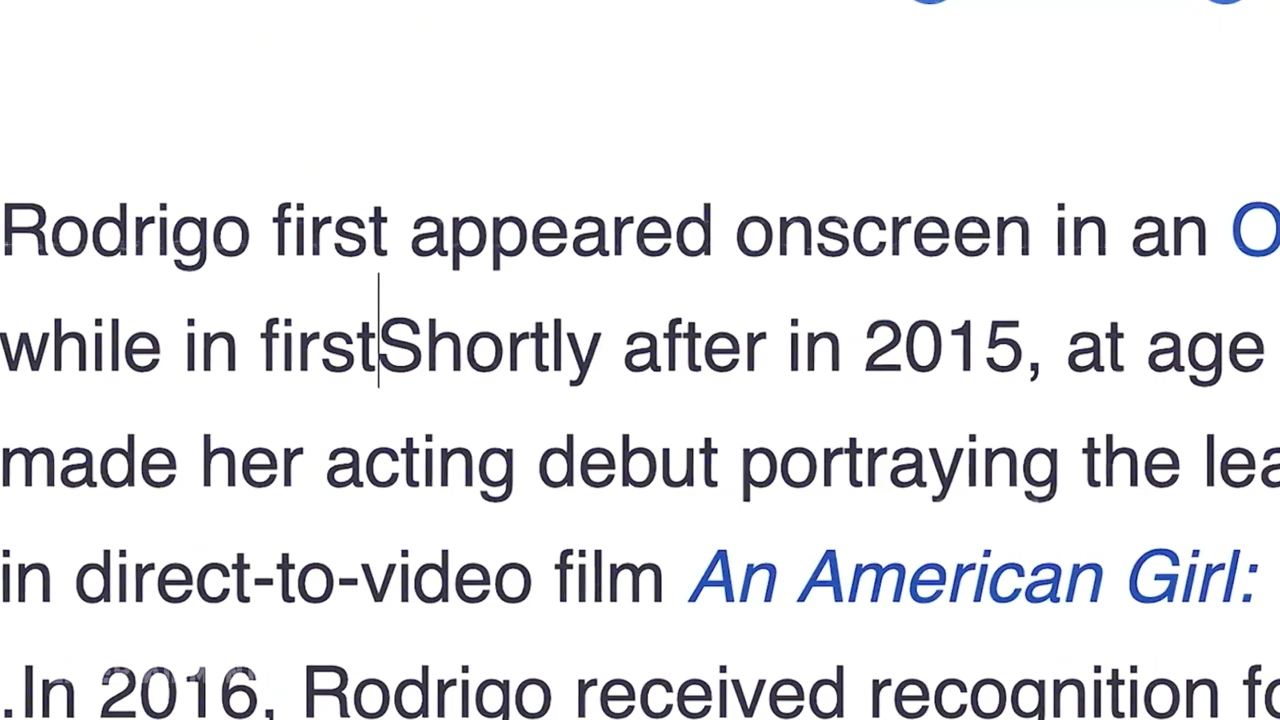 Rodrigo first appeared onscreen in an O
while in firstShortly after in 2015, at age
made her acting debut portraying the lea
in direct-to-video film An American Girl:
.In 2016, Rodrigo received recognition fo